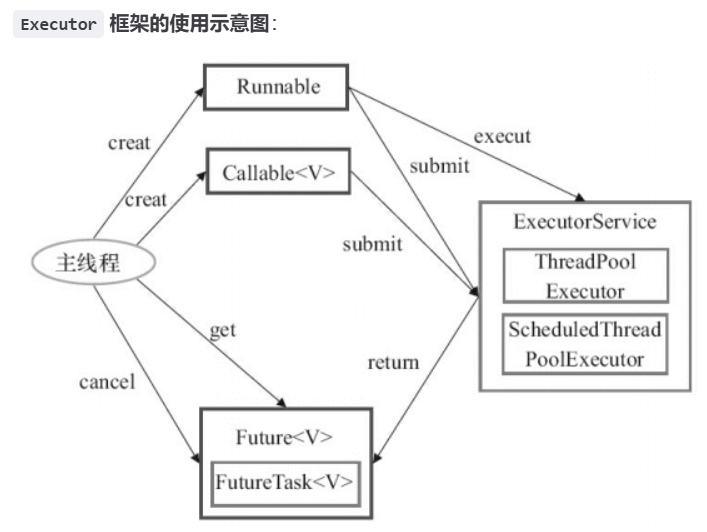 Executor 框架的使用示意图：
Runnable
creat
execut
submit
Callable<V>
creat
submit
ExecutorService
ThreadPool
Executor
主线程
ScheduledThread
PoolExecutor
get
return
cancel
Future<V>
FutureTask<V>